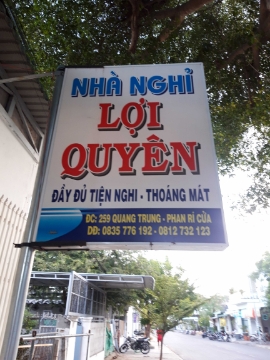 NHÀ NGHỈ
LỢI
QUYÊN
ĐẦY ĐỦ TIỆN NGHI - THOÁNG MÁT
ĐC: 259 QUANG TRUNG - PHAN RÍ CỬA
DĐ: 0835 776 192 - 0812 732 123